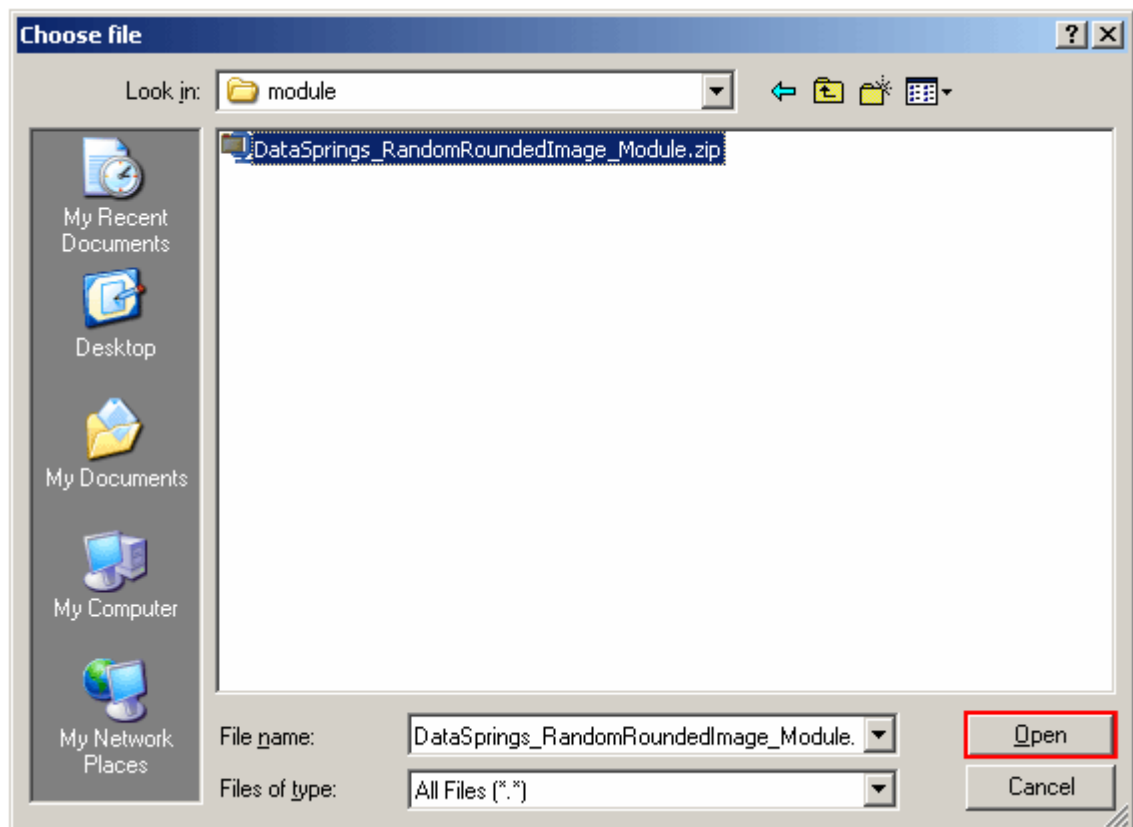 Choose file
Look in:
module
DataSprings_RandomRoundedImage_Module.zip
My Recent
Documents
Desktop
My Documents
My Computer
My Network
Places
File name:
DataSprings_RandomRoundedImage_Module.
Open
Files of type:
All Files (*.*)
Cancel